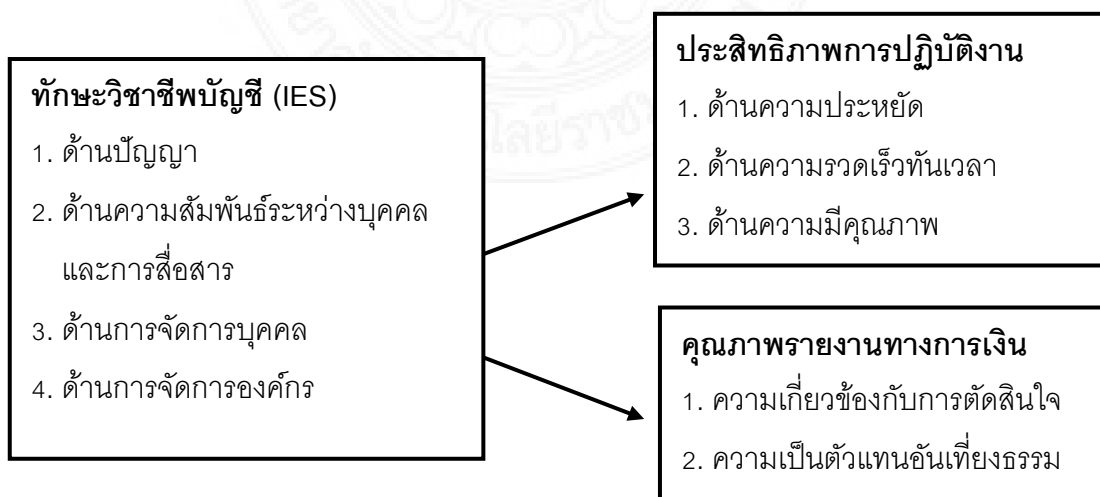 ทักษะวิชาชีพบัญชี (IES)
1. ด้านปัญญา
2. ด้านความสัมพันธ์ระหว่างบุคคล
และการสื่อสาร
3. ด้านการจัดการบุคคล
4. ด้านการจัดการองค์กร
ประสิทธิภาพการปฏิบัติงาน
1. ด้านความประหยัด
2. ด้านความรวดเร็วทันเวลา
3. ด้านความมีคุณภาพ
คุณภาพรายงานทางการเงิน
1. ความเกี่ยวข้องกับการตัดสินใจ
2. ความเป็นตัวแทนอันเที่ยงธรรม